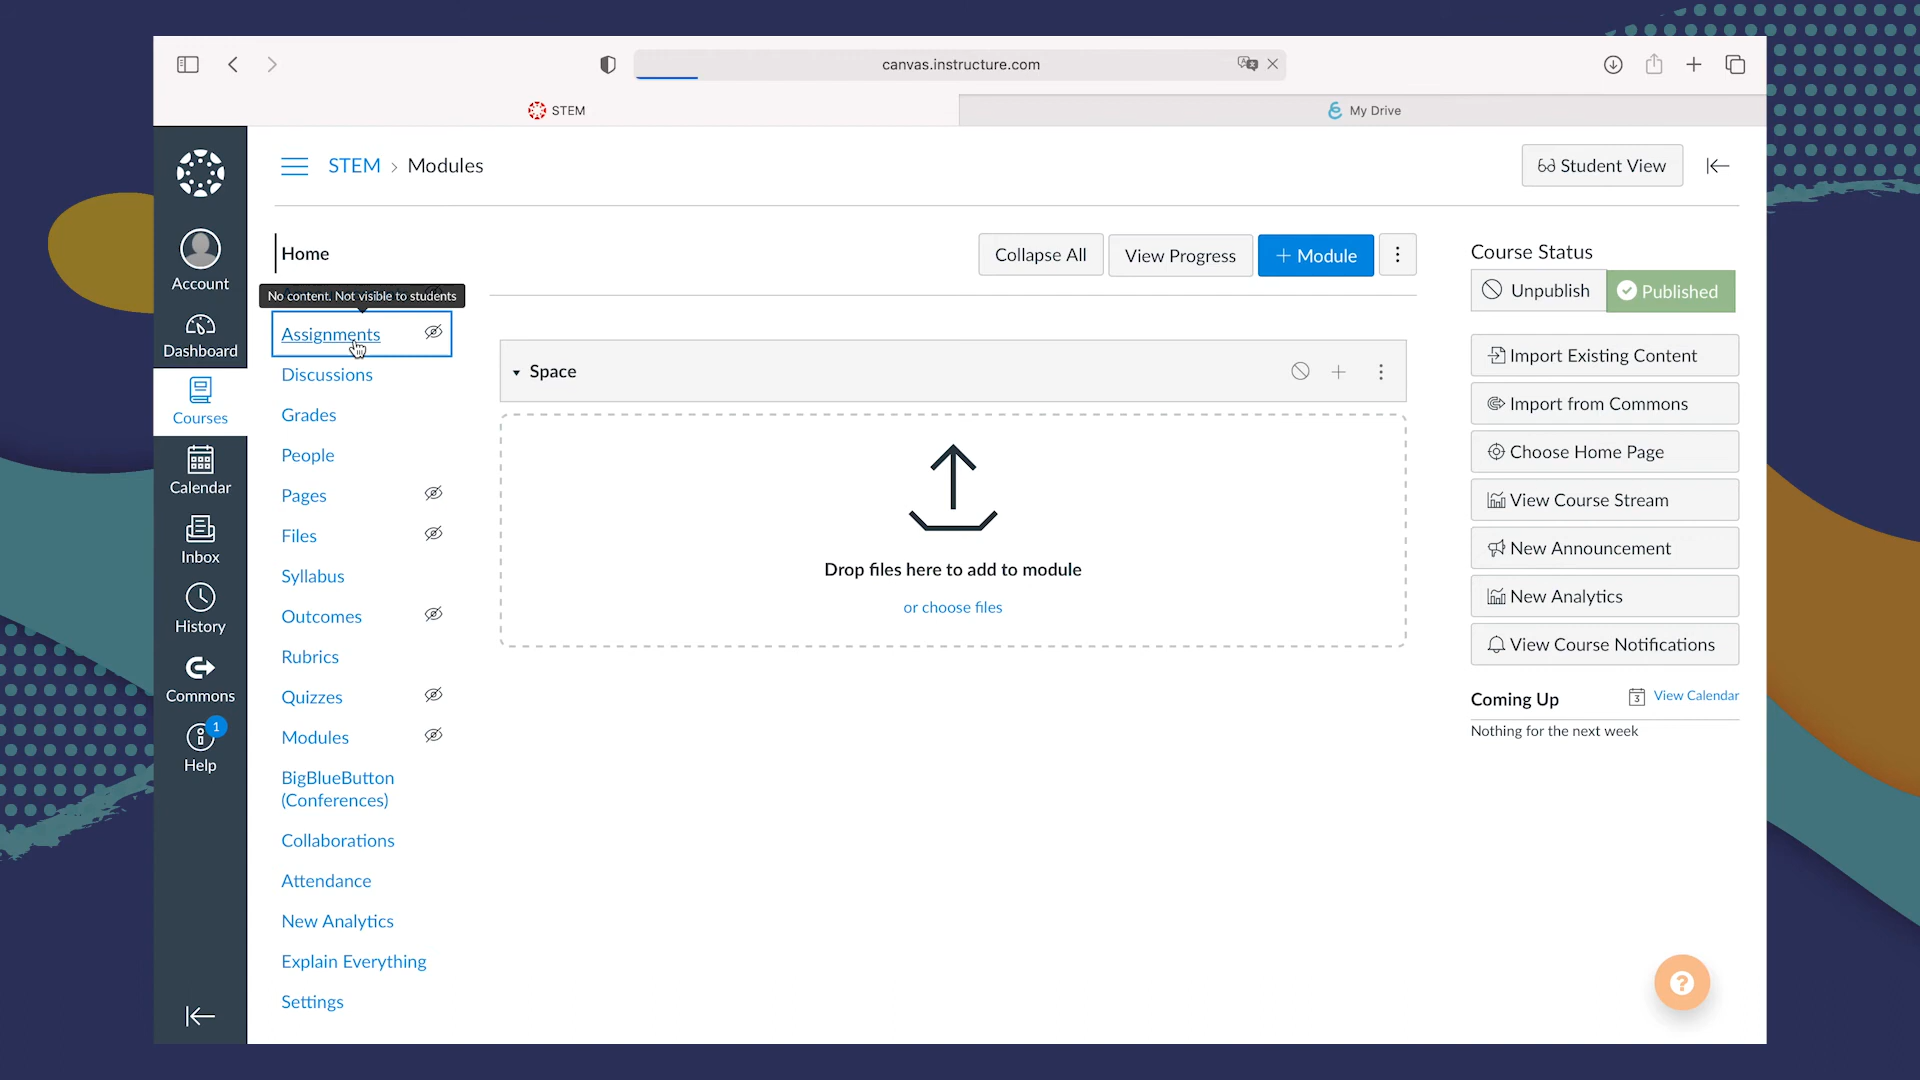 canvas.instructure.com
STEM
My Drive
STEM › Modules
Student View
Account
Dashboard
Courses
Calendar
Inbox
History
Commons
1
Help
Home
No content. Not visible to students
Assignments
Discussions
Grades
People
Pages
Files
Syllabus
Outcomes
Rubrics
Quizzes
Modules
BigBlueButton
(Conferences)
Collaborations
Attendance
New Analytics
Explain Everything
Settings
Collapse All
View Progress
+ Module
Space
Drop files here to add to module
or choose files
Course Status
Unpublish
Published
Import Existing Content
Import from Commons
Choose Home Page
View Course Stream
New Announcement
New Analytics
View Course Notifications
Coming Up
3
View Calendar
Nothing for the next week
?